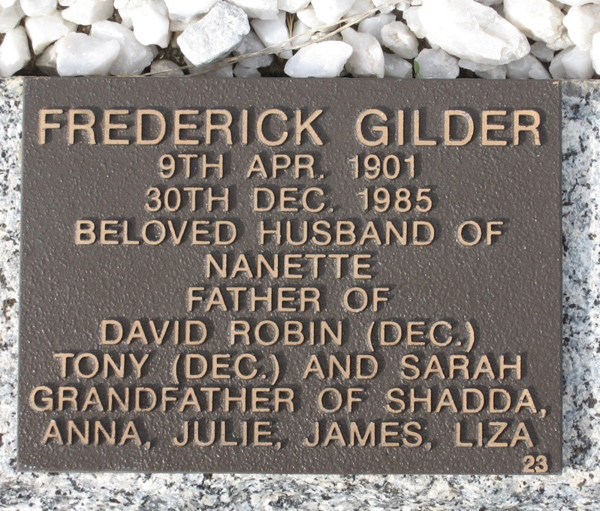 FREDERICK GILDER
9TH APR. 1901
30TH DEC. 1985
BELOVED HUSBAND OF
NANETTE
FATHER OF
DAVID ROBIN (DEC.)
TONY (DEC.) AND SARAH
GRANDFATHER OF SHADDA,
ANNA, JULIE, JAMES, LIZA
23